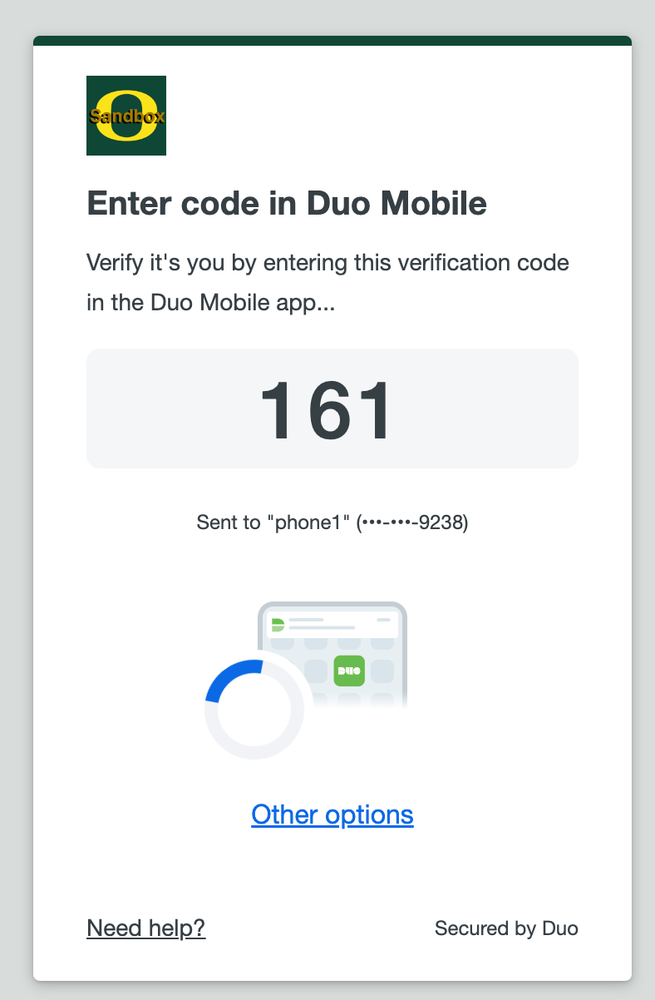 Sandbox
Enter code in Duo Mobile
Verify it's you by entering this verification code
in the Duo Mobile app...
161
Sent to "phone1" (•••-•••-9238)
DUO
Other options
Need help?
Secured by Duo